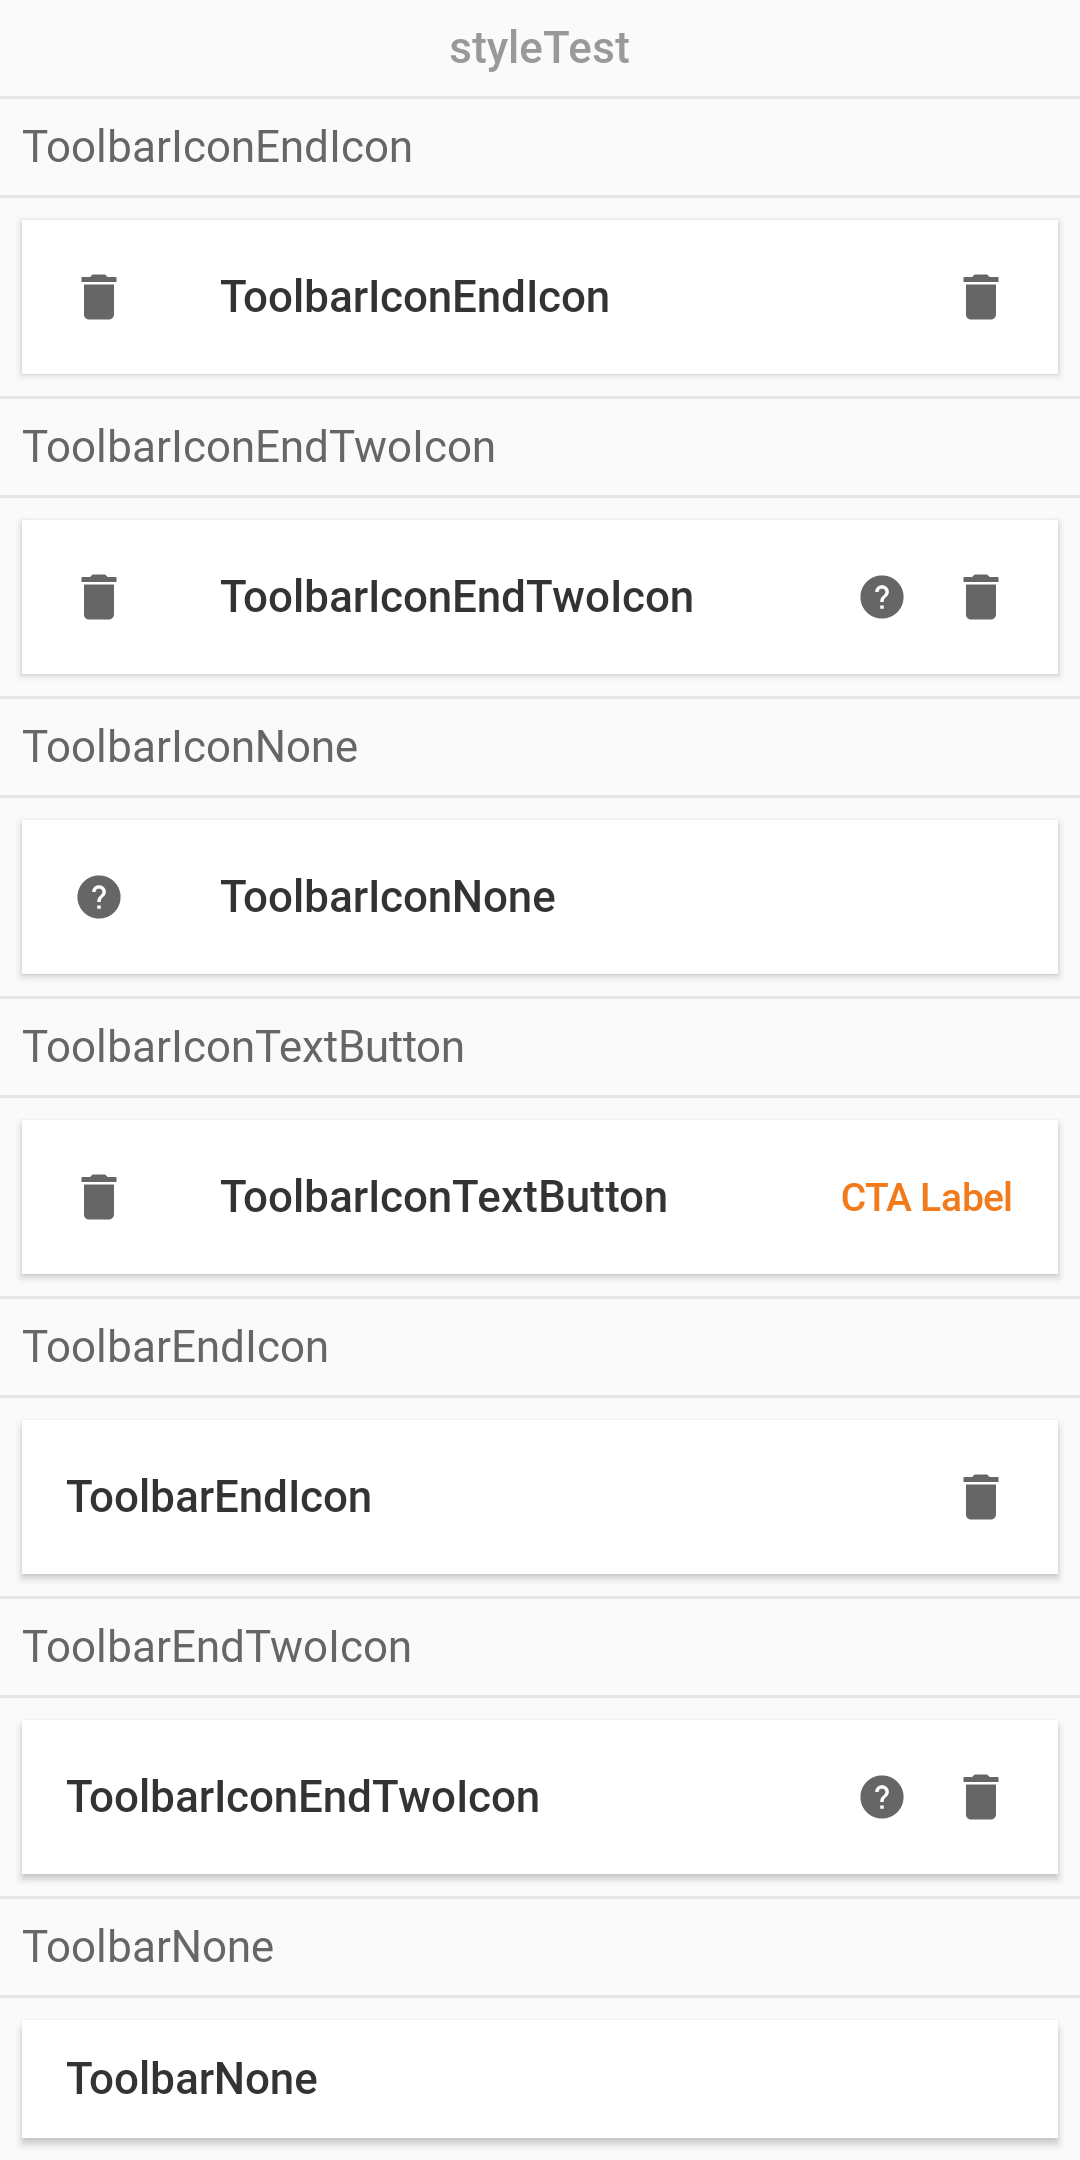 styleTest
ToolbarIconEndIcon
ToolbarIconEndIcon
ToolbarIconEndTwoIcon
ToolbarIconEndTwoIcon ?
ToolbarIconNone
? ToolbarIconNone
ToolbarIconTextButton
ToolbarIconTextButton CTA Label
ToolbarEndIcon
ToolbarEndIcon
ToolbarEndTwoIcon
ToolbarIconEndTwoIcon ?
ToolbarNone
ToolbarNone